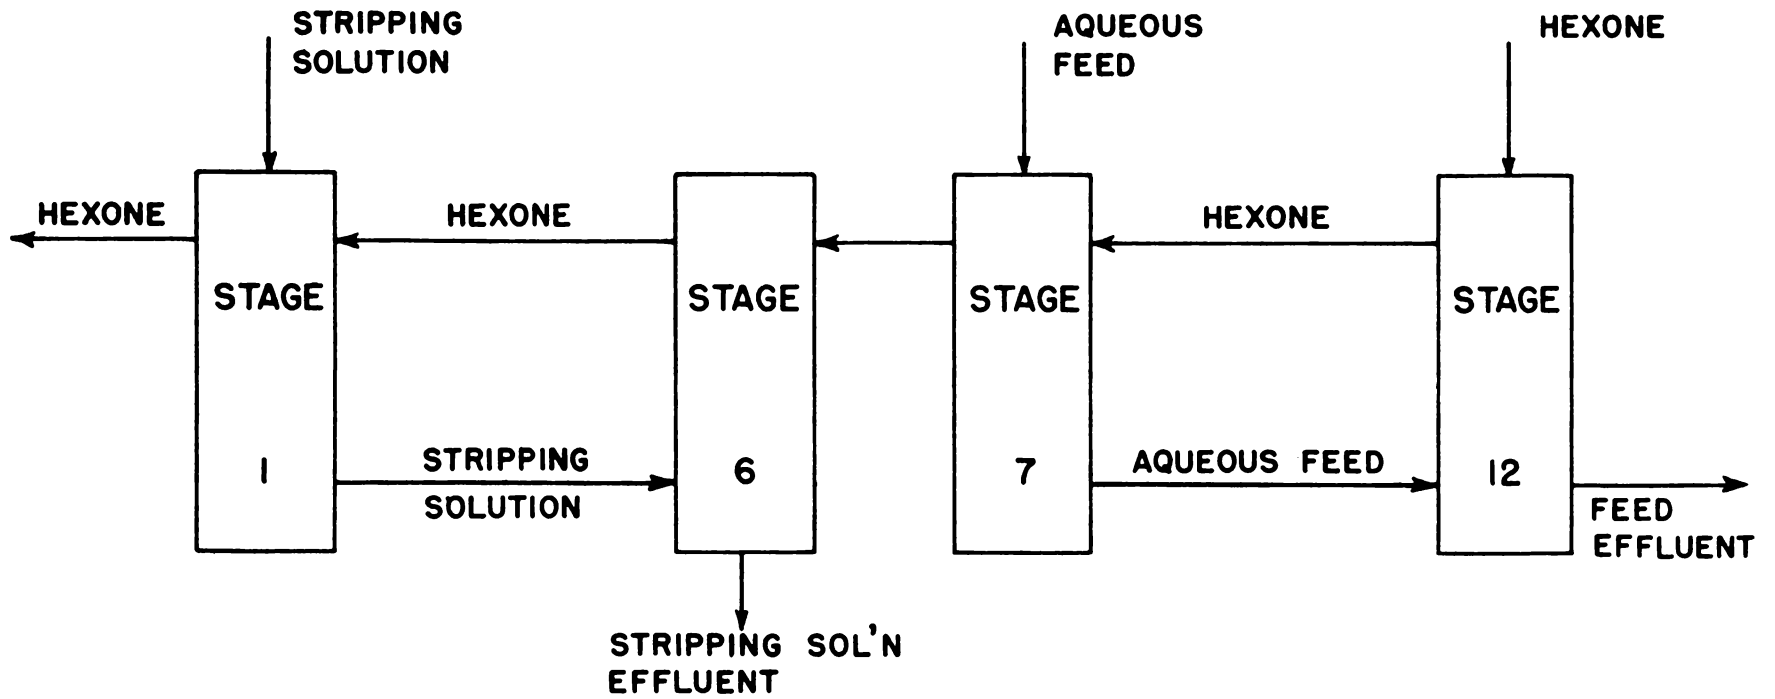 STRIPPING
SOLUTION
AQUEOUS
FEED
HEXONE
HEXONE
HEXONE
HEXONE
STAGE
STAGE
STAGE
STAGE
1
STRIPPING
SOLUTION
6
7
AQUEOUS FEED
12
FEED
EFFLUENT
STRIPPING SOL'N
EFFLUENT